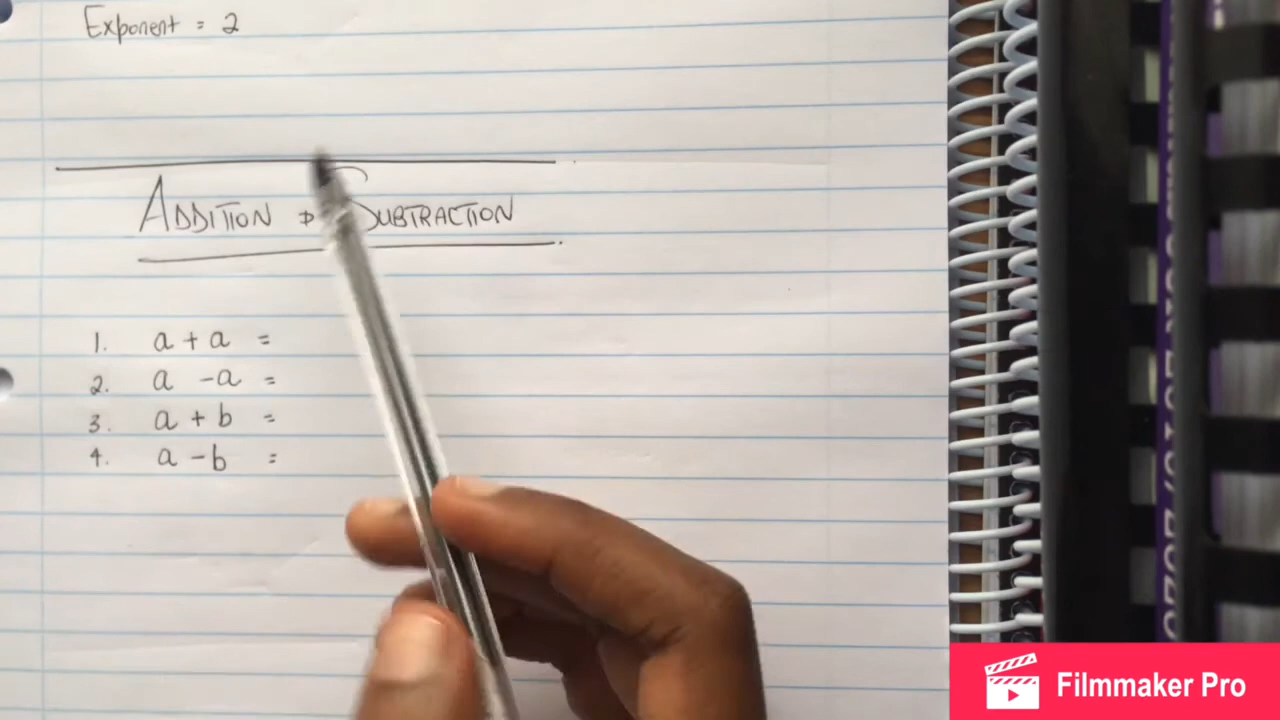 Exponent = 2
ADDITION & SUBTRACTION
1. a + a =
2. a - a =
3. a + b =
4. a - b =
Filmmaker Pro